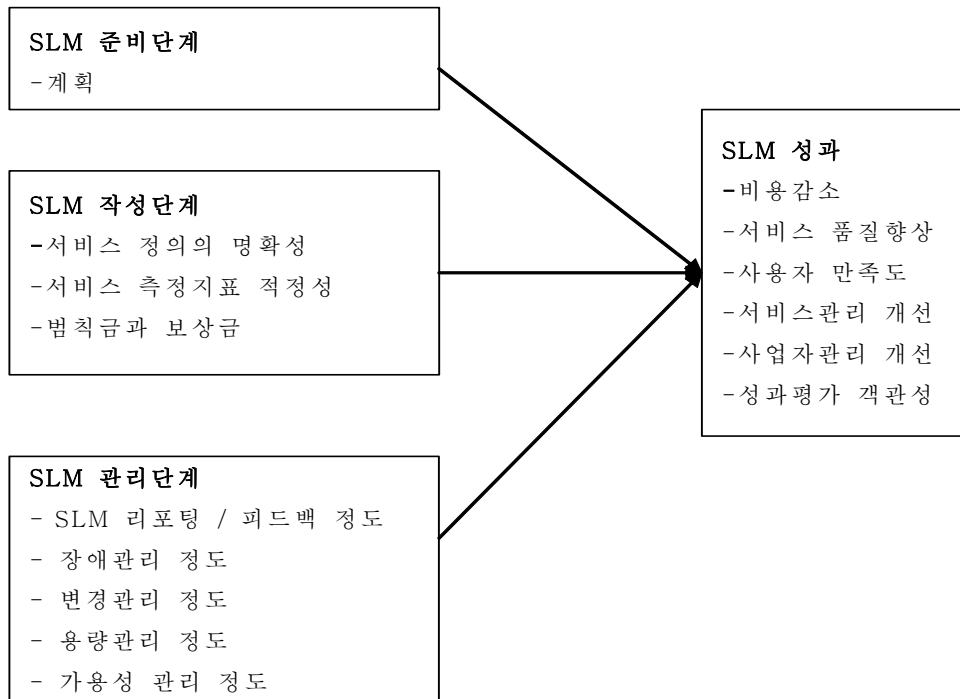 SLM 준비단계
-계획
SLM 작성단계
-서비스 정의의 명확성
-서비스 측정지표 적정성
-범칙금과 보상금
SLM 관리단계
- SLM 리포팅 / 피드백 정도
- 장애관리 정도
- 변경관리 정도
- 용량관리 정도
- 가용성 관리 정도
SLM 성과
-비용감소
-서비스 품질향상
-사용자 만족도
-서비스관리 개선
-사업자관리 개선
-성과평가 객관성